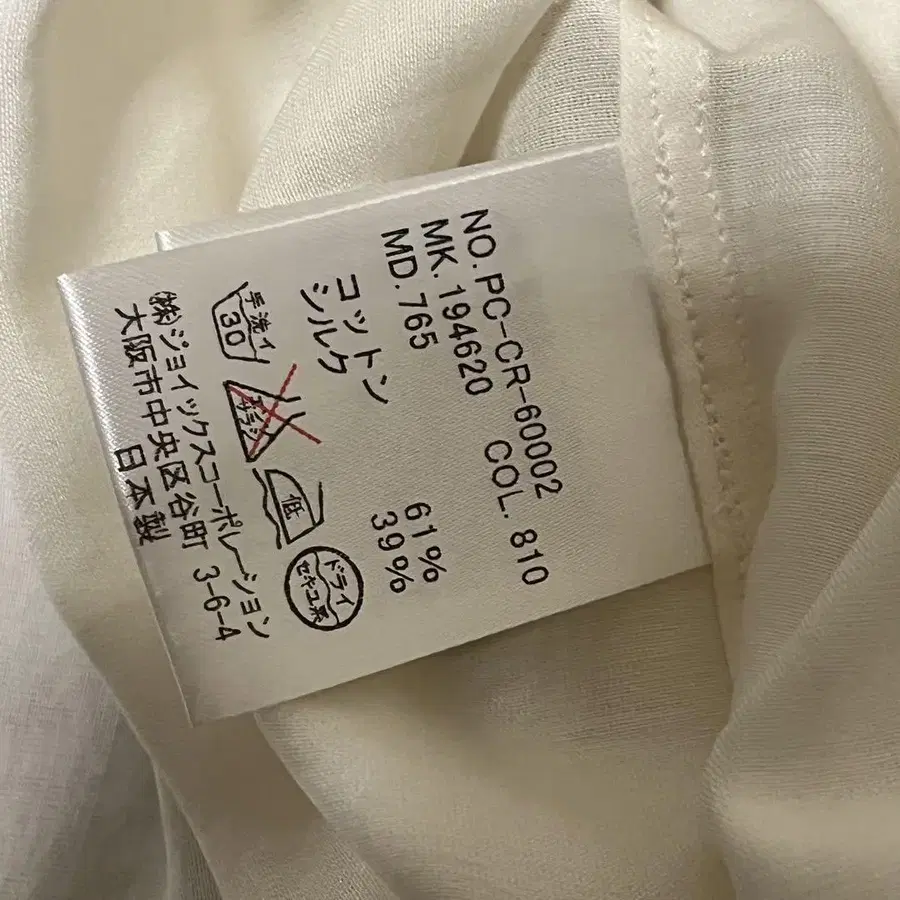 NO. PC-CR-60002
MK. 194620 COL. 810
MD. 765
コットン 61%
シルク 39%
手洗イ
30
エンソサラシ
低
ドライ
セキユ系
㈱ジョイックスコーポレーション
大阪市中央区谷町 3-6-4
日本製